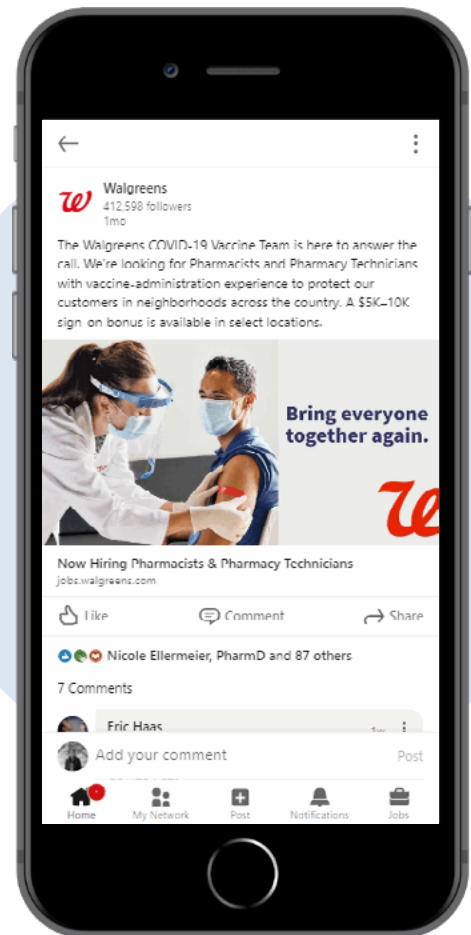 Walgreens
412,598 followers
1mo
The Walgreens COVID-19 Vaccine Team is here to answer the
call. We're looking for Pharmacists and Pharmacy Technicians
with vaccine-administration experience to protect our
customers in neighborhoods across the country. A $5K–10K
sign on bonus is available in select locations.
Bring everyone
together again.
Now Hiring Pharmacists & Pharmacy Technicians
jobs.walgreens.com
Like Comment Share
Nicole Ellermeier, PharmD and 87 others
7 Comments
Eric Haas 1w
Add your comment Post
Home My Network Post Notifications Jobs